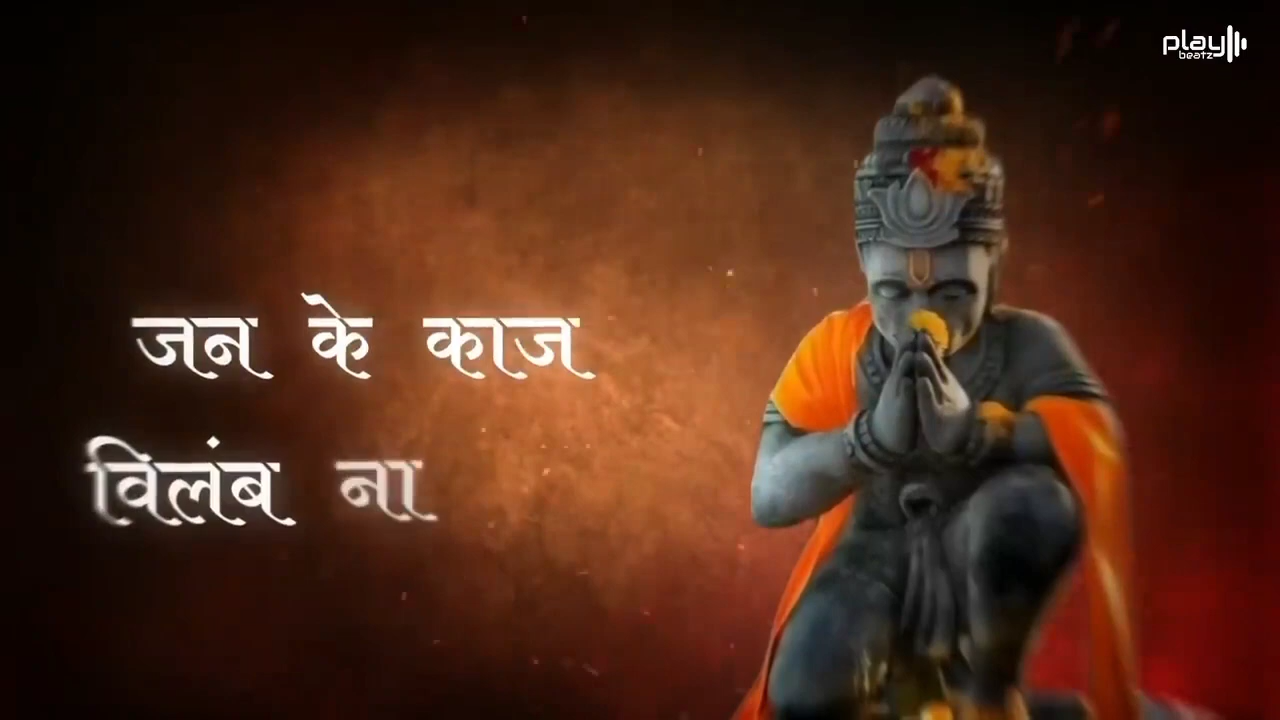 play
beatz
जन के काज
विलंब ना